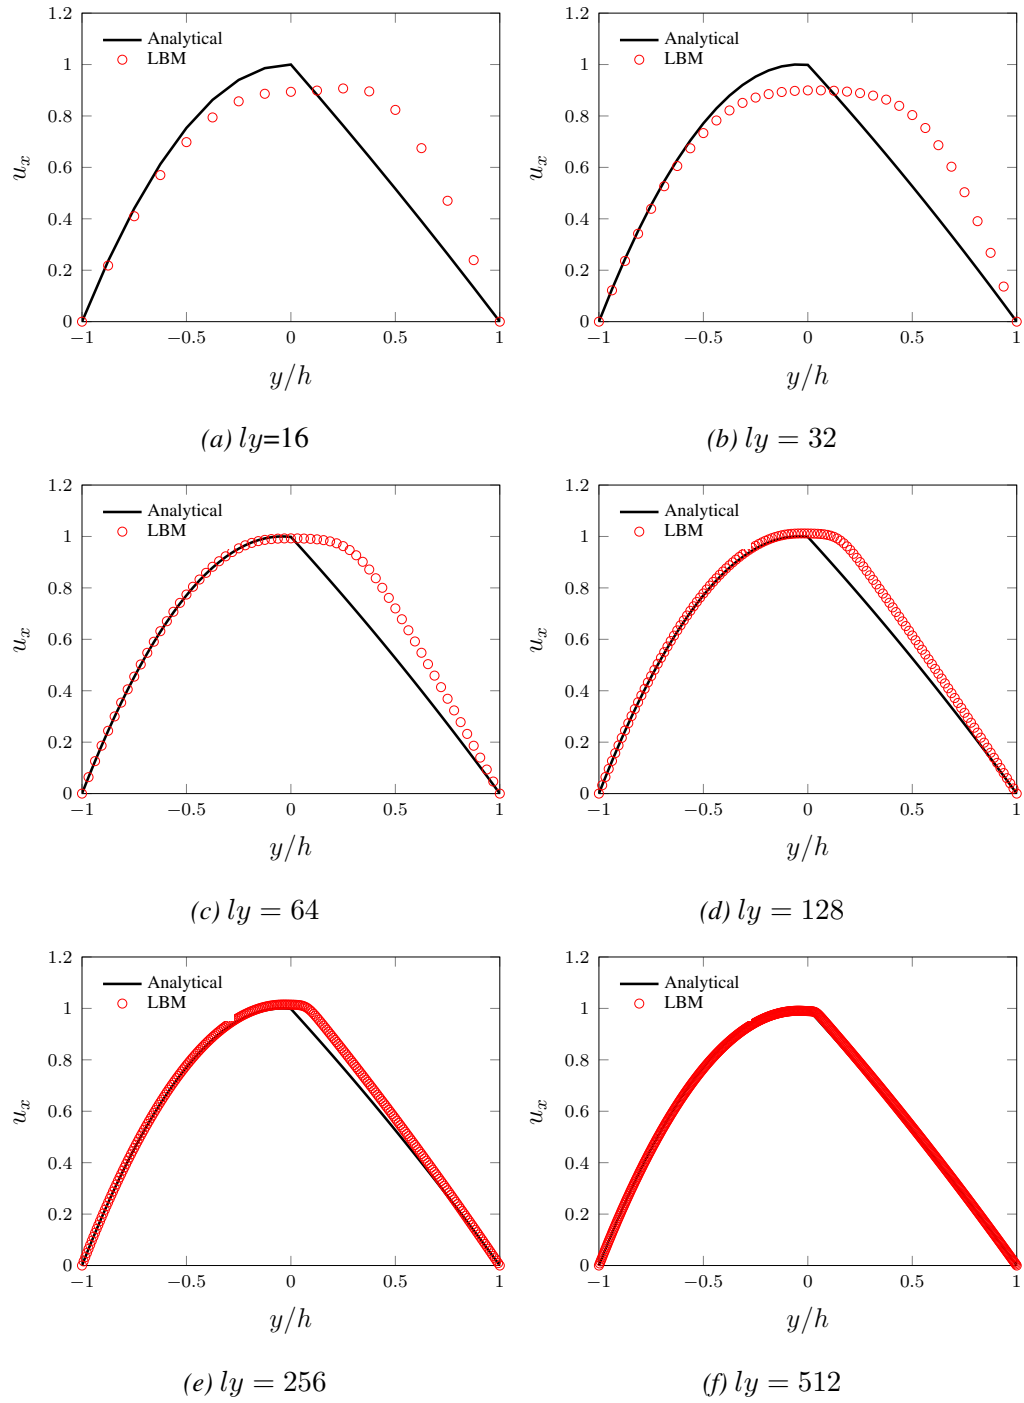 1.2
1
0.8
0.6
0.4
0.2
0
u_x
Analytical
LBM
−1 −0.5 0 0.5 1
y/h
(a) ly=16
1.2
1
0.8
0.6
0.4
0.2
0
u_x
Analytical
LBM
−1 −0.5 0 0.5 1
y/h
(b) ly = 32
1.2
1
0.8
0.6
0.4
0.2
0
u_x
Analytical
LBM
−1 −0.5 0 0.5 1
y/h
(c) ly = 64
1.2
1
0.8
0.6
0.4
0.2
0
u_x
Analytical
LBM
−1 −0.5 0 0.5 1
y/h
(d) ly = 128
1.2
1
0.8
0.6
0.4
0.2
0
u_x
Analytical
LBM
−1 −0.5 0 0.5 1
y/h
(e) ly = 256
1.2
1
0.8
0.6
0.4
0.2
0
u_x
Analytical
LBM
−1 −0.5 0 0.5 1
y/h
(f) ly = 512